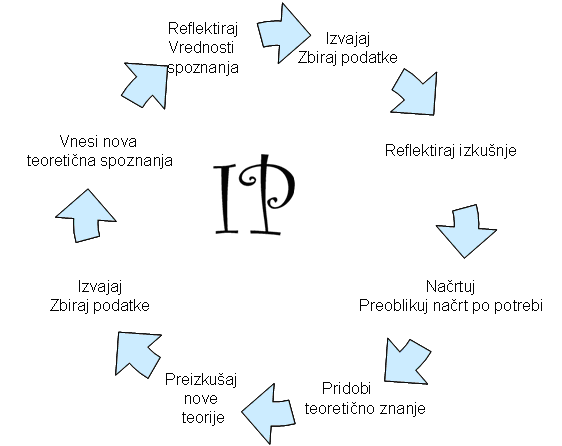 Reflektiraj
Vrednosti
spoznanja
Izvajaj
Zbiraj podatke
Reflektiraj izkušnje
Načrtuj
Preoblikuj načrt po potrebi
Pridobi
teoretično znanje
Preizkušaj
nove
teorije
Izvajaj
Zbiraj podatke
Vnesi nova
teoretična spoznanja
IP